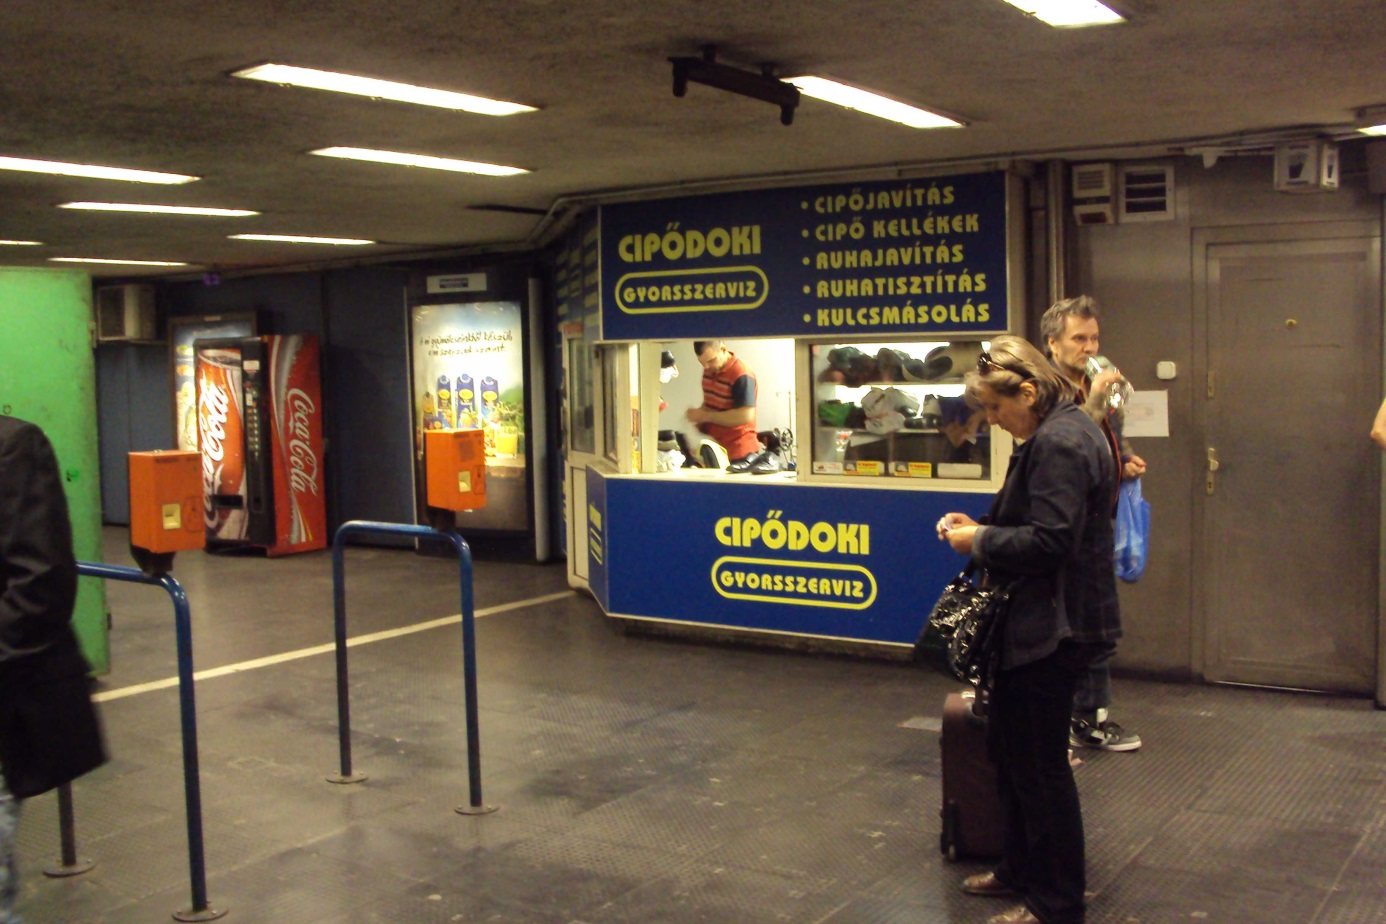 CIPŐDOKI
GYORSSZERVIZ
• CIPŐJAVÍTÁS
• CIPŐ KELLÉKEK
• RUHAJAVÍTÁS
• RUHATISZTÍTÁS
• KULCSMÁSOLÁS
CIPŐDOKI
GYORSSZERVIZ
Coca-Cola
Coca-Cola